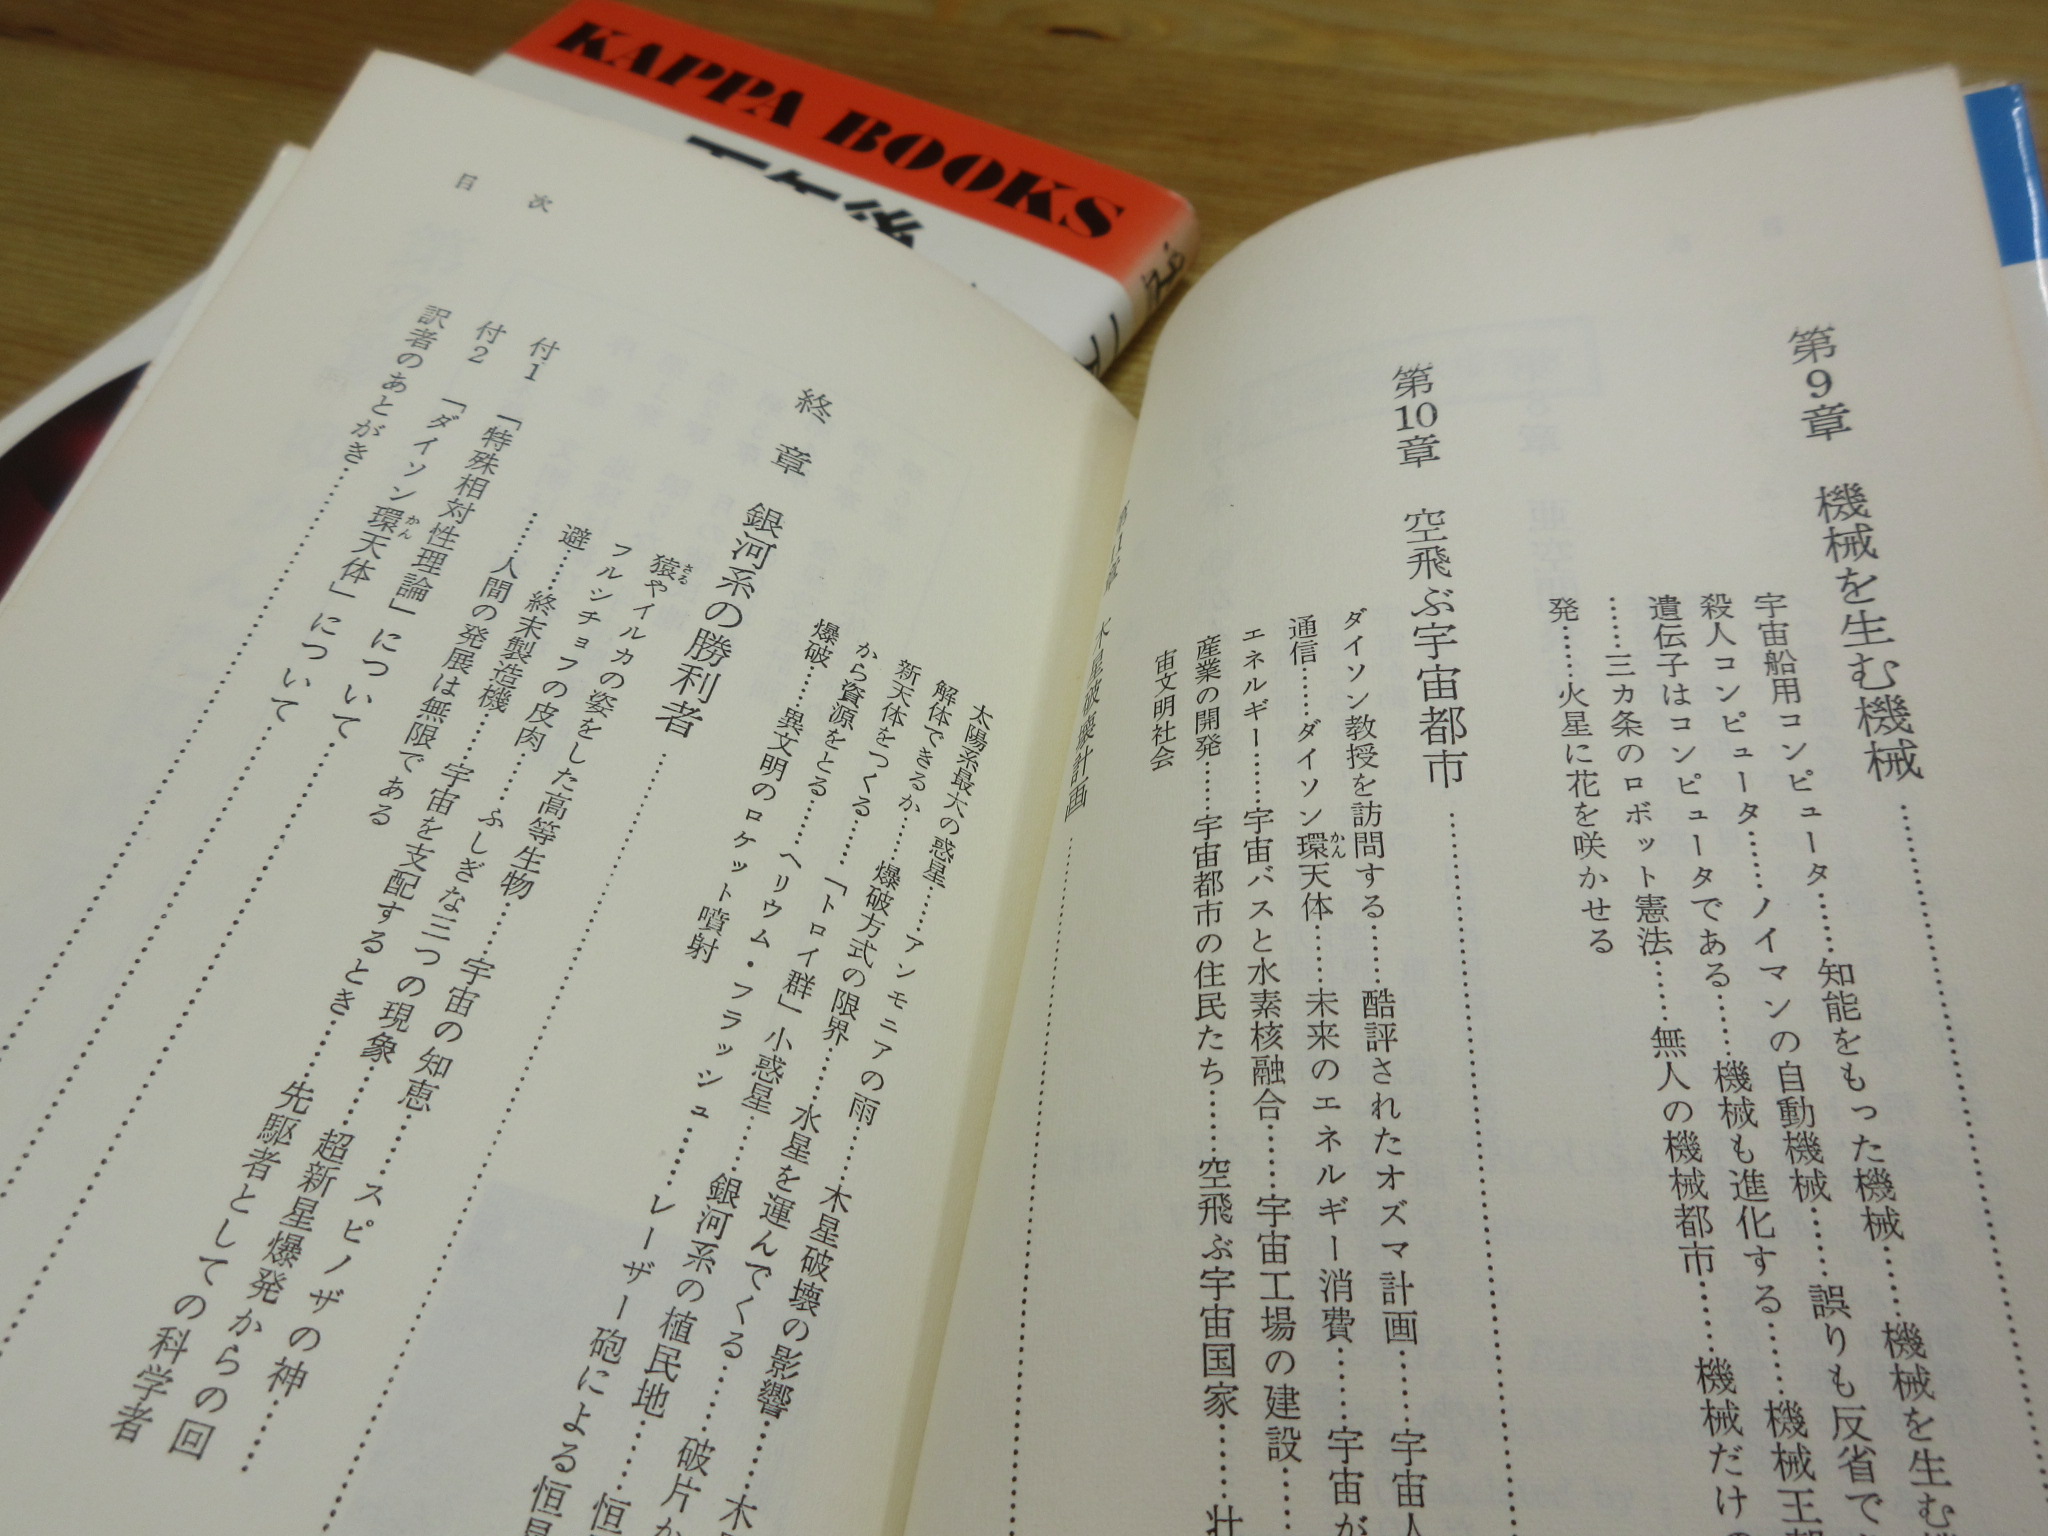 KAPPA BOOKS
第9章 機械を生む機械…………
宇宙船用コンピュータ……知能をもった機械……機械を生む
殺人コンピュータ……ノイマンの自動機械……誤りも反省で
遺伝子はコンピュータである……機械も進化する……機械王
……三カ条のロボット憲法……無人の機械都市……機械だけの
発……火星に花を咲かせる
第10章 空飛ぶ宇宙都市…………
ダイソン教授を訪問する……酷評されたオズマ計画……宇宙人
通信……ダイソン環天体……未来のエネルギー消費……宇宙が
かん
エネルギー……宇宙バスと水素核融合……宇宙工場の建設……
産業の開発……宇宙都市の住民たち……空飛ぶ宇宙国家……壮
宙文明社会
木星破壊計画…………
目次
太陽系最大の惑星……アンモニアの雨……木星破壊の影響……木
解体できるか……爆破方式の限界……水星を運んでくる……破片か
新天体をつくる……「トロイ群」小惑星……銀河系の植民地……恒
から資源をとる……ヘリウム・フラッシュ……レーザー砲による恒星
爆破……異文明のロケット噴射
終章 銀河系の勝利者…………
猿やイルカの姿をした高等生物……宇宙の知恵……スピノザの神……
さる
フルシチョフの皮肉……ふしぎな三つの現象……超新星爆発からの回
避……終末製造機……宇宙を支配するとき……先駆者としての科学者
……人間の発展は無限である
付1 「特殊相対性理論」について…………
付2 「ダイソン環天体」について…………
かん
訳者のあとがき…………